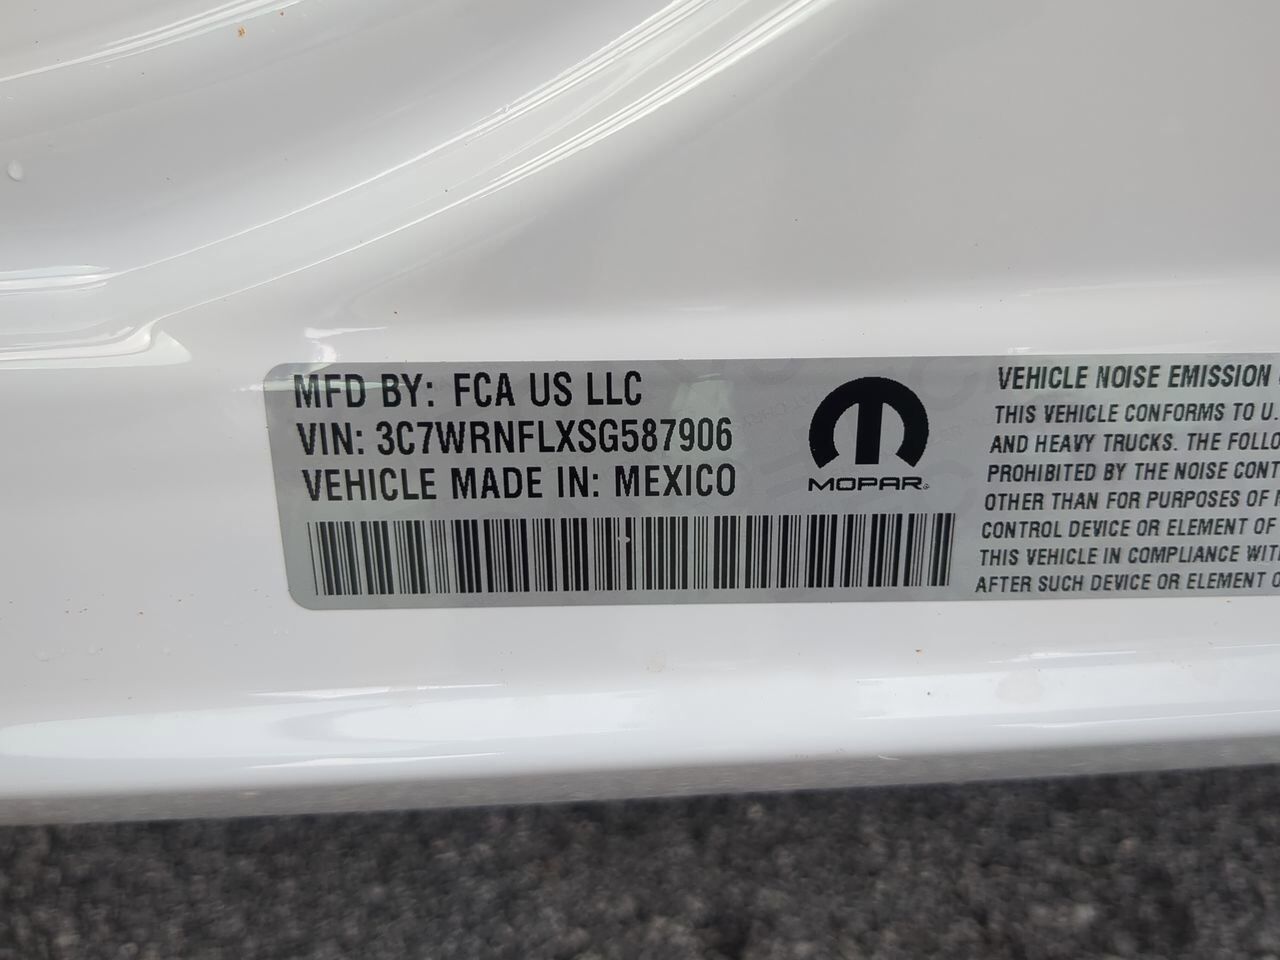 MFD BY: FCA US LLC
VIN: 3C7WRNFLXSG587906
VEHICLE MADE IN: MEXICO
MOPAR®
VEHICLE NOISE EMISSION
THIS VEHICLE CONFORMS TO U.
AND HEAVY TRUCKS. THE FOLLO
PROHIBITED BY THE NOISE CONT
OTHER THAN FOR PURPOSES OF
CONTROL DEVICE OR ELEMENT OF
THIS VEHICLE IN COMPLIANCE WIT
AFTER SUCH DEVICE OR ELEMENT O